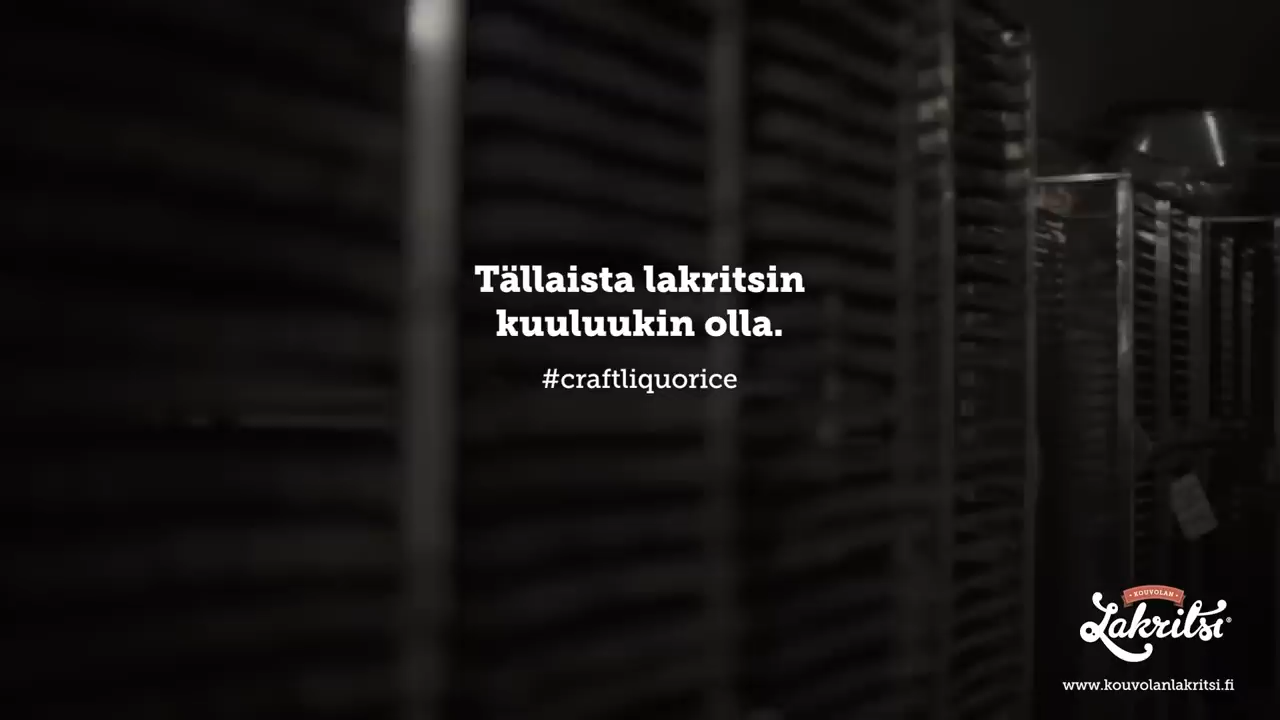 Tällaista lakritsin
kuuluukin olla.
#craftliquorice
KOUVOLAN
Lakritsi®
www.kouvolanlakritsi.fi